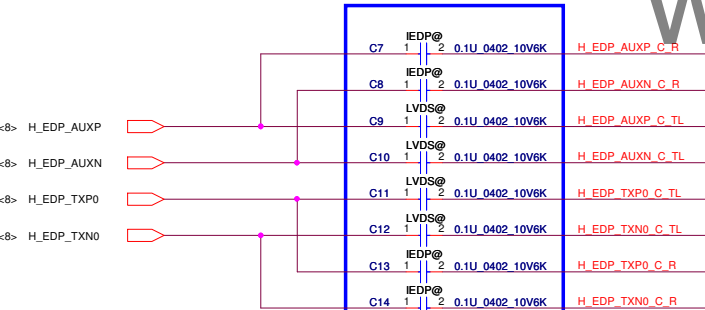 W
IEDP@
C7 1 2 0.1U_0402_10V6K H_EDP_AUXP_C_R
IEDP@
C8 1 2 0.1U_0402_10V6K H_EDP_AUXN_C_R
LVDS@
<8> H_EDP_AUXP C9 1 2 0.1U_0402_10V6K H_EDP_AUXP_C_TL
LVDS@
<8> H_EDP_AUXN C10 1 2 0.1U_0402_10V6K H_EDP_AUXN_C_TL
LVDS@
<8> H_EDP_TXP0 C11 1 2 0.1U_0402_10V6K H_EDP_TXP0_C_TL
LVDS@
<8> H_EDP_TXN0 C12 1 2 0.1U_0402_10V6K H_EDP_TXN0_C_TL
IEDP@
C13 1 2 0.1U_0402_10V6K H_EDP_TXP0_C_R
IEDP@
C14 1 2 0.1U_0402_10V6K H_EDP_TXN0_C_R